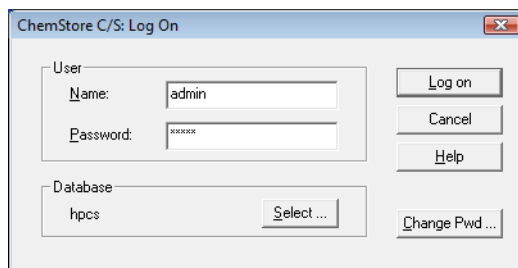 ChemStore C/S: Log On
User
Name: admin
Password: *****
Log on
Cancel
Help
Database
hpcs Select ...
Change Pwd ...